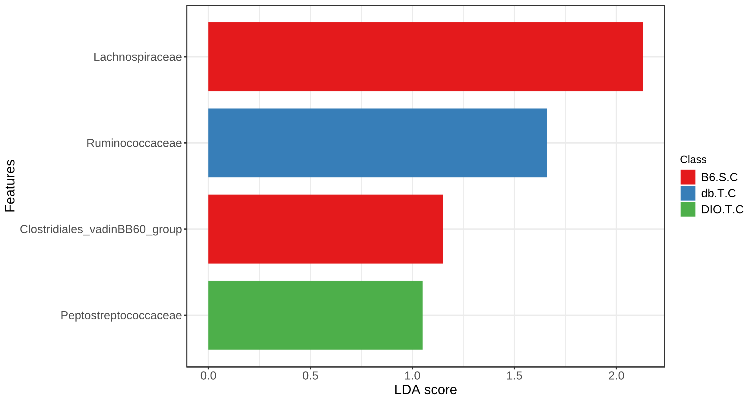 Features
Lachnospiraceae
Ruminococcaceae
Clostridiales_vadinBB60_group
Peptostreptococcaceae
0.0 0.5 1.0 1.5 2.0
LDA score
Class
B6.S.C
db.T.C
DIO.T.C